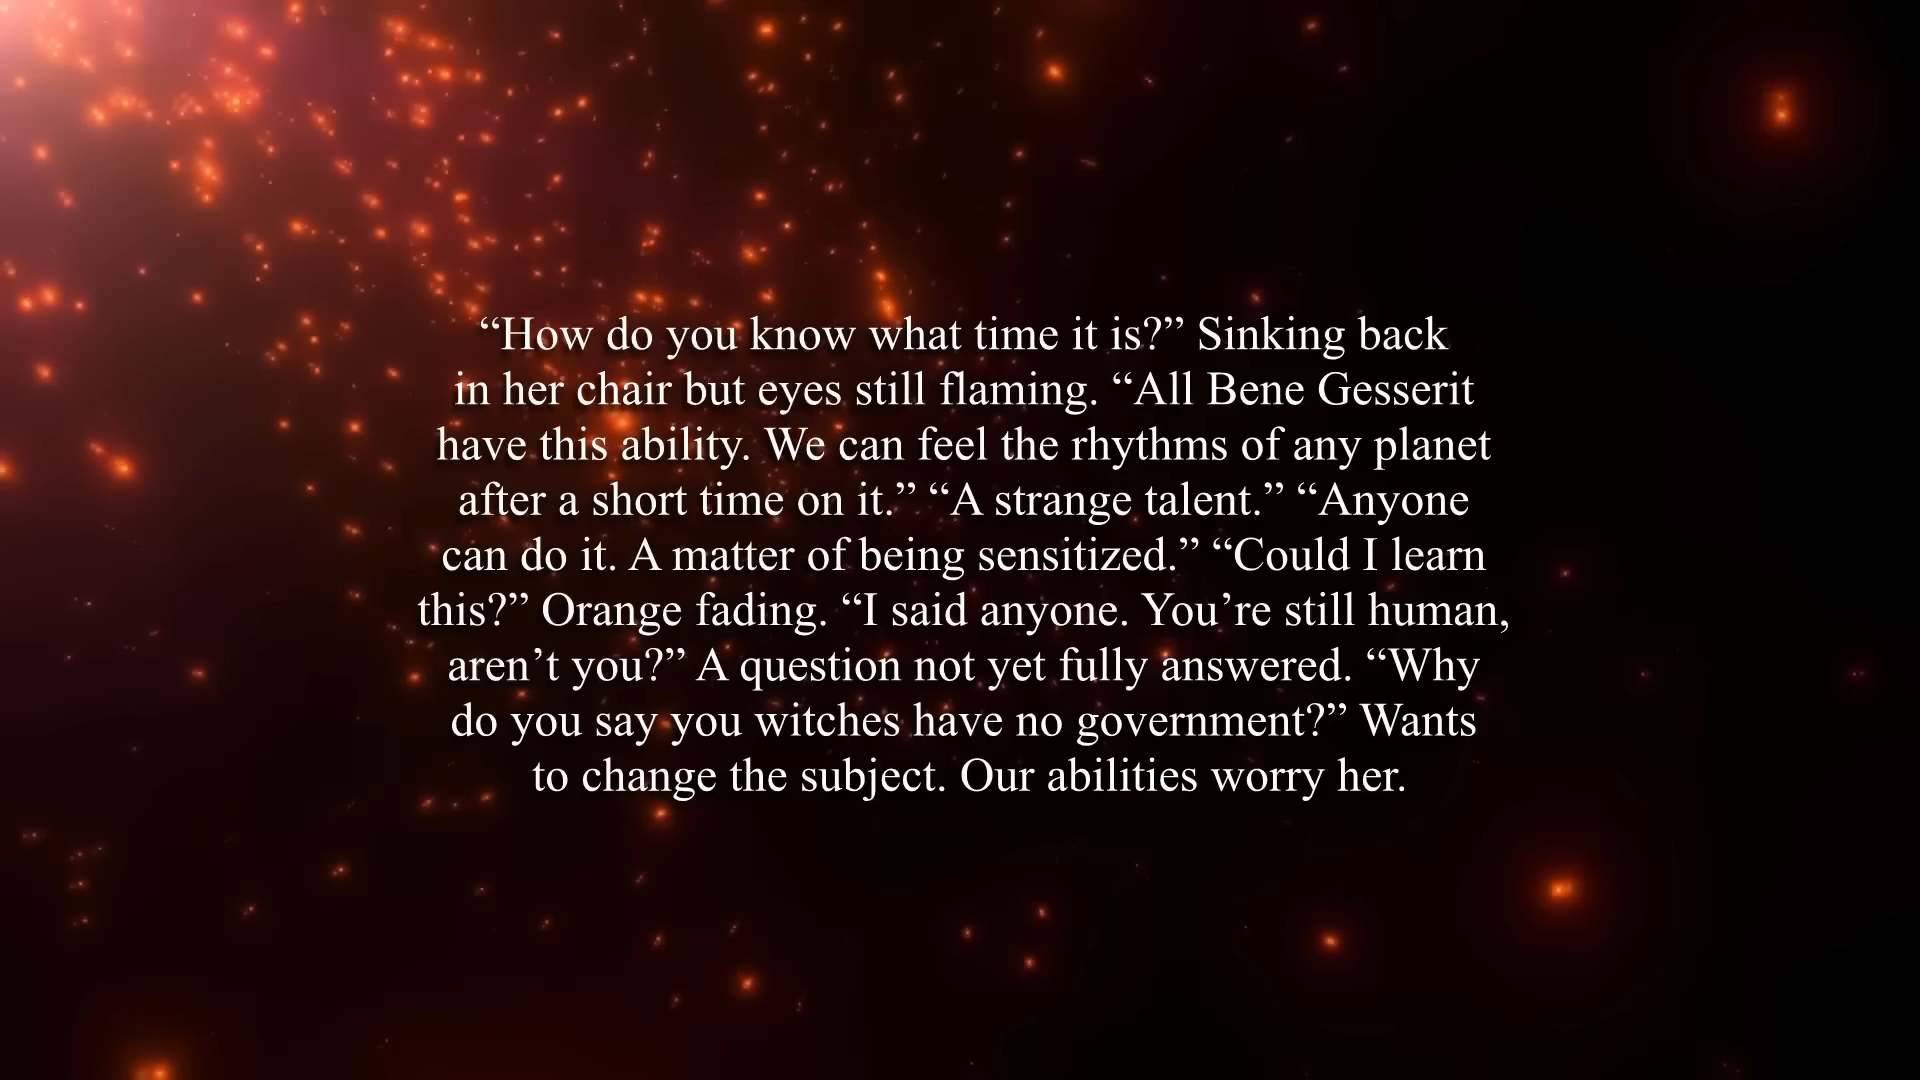 “How do you know what time it is?” Sinking back
in her chair but eyes still flaming. “All Bene Gesserit
have this ability. We can feel the rhythms of any planet
after a short time on it.” “A strange talent.” “Anyone
can do it. A matter of being sensitized.” “Could I learn
this?” Orange fading. “I said anyone. You’re still human,
aren’t you?” A question not yet fully answered. “Why
do you say you witches have no government?” Wants
to change the subject. Our abilities worry her.